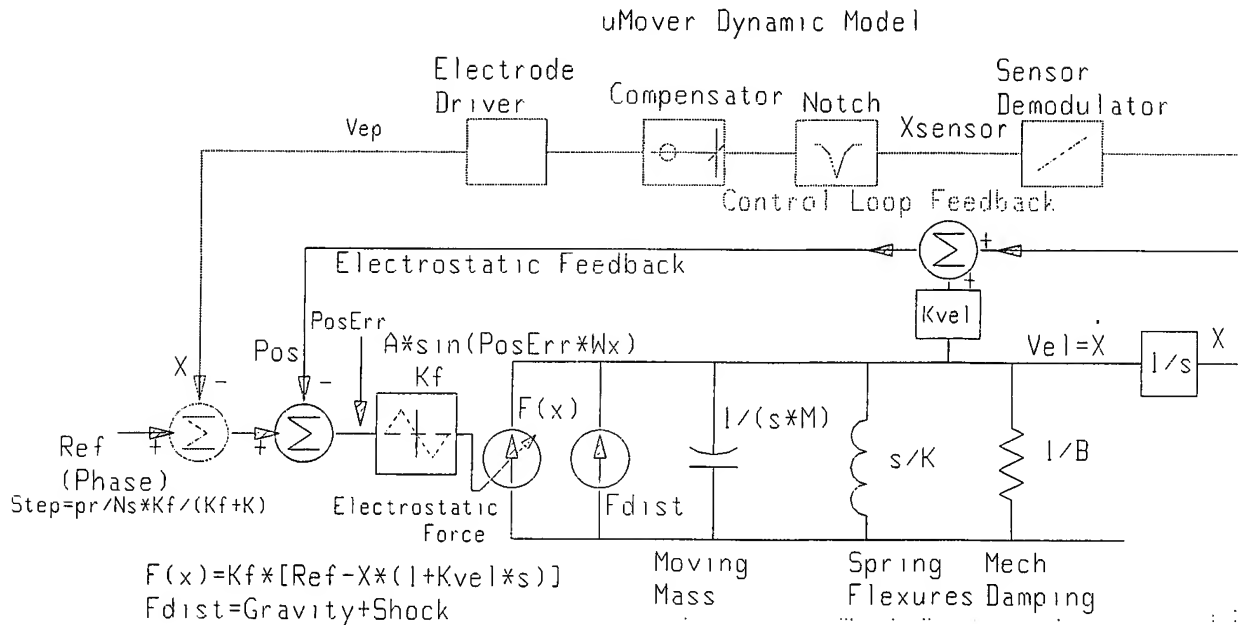 uMover Dynamic Model
Electrode
Driver
Compensator
Notch
Sensor
Demodulator
Vep
Xsensor
Control Loop Feedback
Σ
+
+
Electrostatic Feedback
Kvel
PosErr
A*sin(PosErr*Wx)
Kf
Vel=Ẋ
1/s
X
X
-
Pos
-
Σ
+
Σ
+
Ref
(Phase)
Step=pr/Ns*Kf/(Kf+K)
F(x)
1/(s*M)
s/K
1/B
Electrostatic
Force
Fdist
Moving
Mass
Spring
Flexures
Mech
Damping
F(x)=Kf*[Ref-X*(1+Kvel*s)]
Fdist=Gravity+Shock